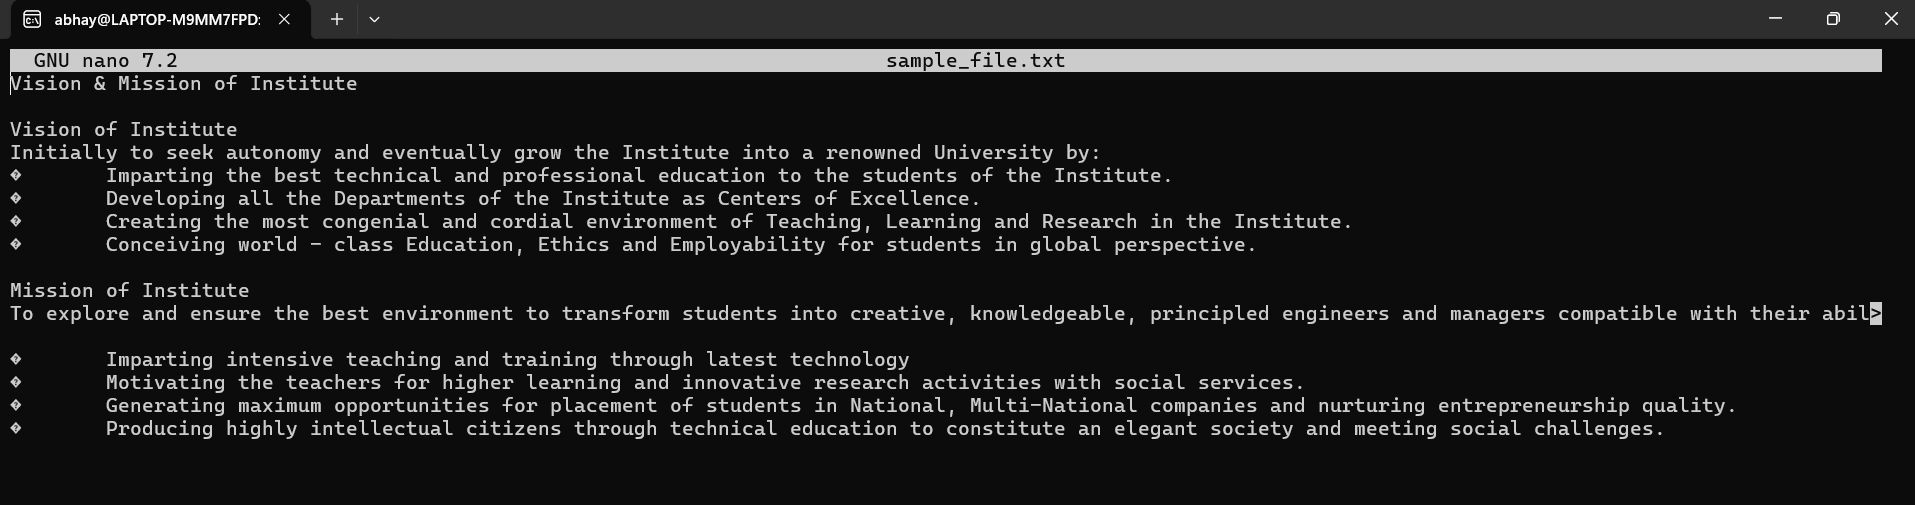 abhay@LAPTOP-M9MM7FPD:
GNU nano 7.2 sample_file.txt
Vision & Mission of Institute
Vision of Institute
Initially to seek autonomy and eventually grow the Institute into a renowned University by:
� Imparting the best technical and professional education to the students of the Institute.
� Developing all the Departments of the Institute as Centers of Excellence.
� Creating the most congenial and cordial environment of Teaching, Learning and Research in the Institute.
� Conceiving world - class Education, Ethics and Employability for students in global perspective.
Mission of Institute
To explore and ensure the best environment to transform students into creative, knowledgeable, principled engineers and managers compatible with their abil>
� Imparting intensive teaching and training through latest technology
� Motivating the teachers for higher learning and innovative research activities with social services.
� Generating maximum opportunities for placement of students in National, Multi-National companies and nurturing entrepreneurship quality.
� Producing highly intellectual citizens through technical education to constitute an elegant society and meeting social challenges.